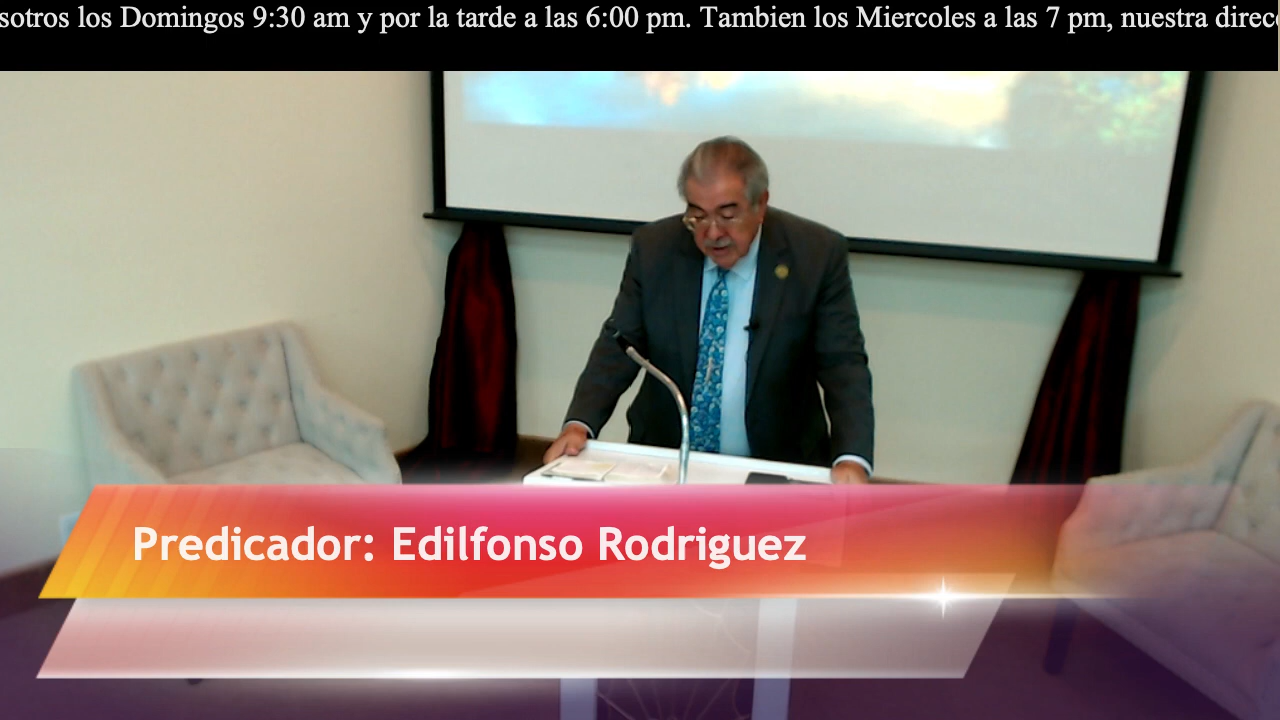 los Domingos 9:30 am y por la tarde a las 6:00 pm. Tambien los Miercoles a las 7 pm, nuestra
Predicador: Edilfonso Rodriguez